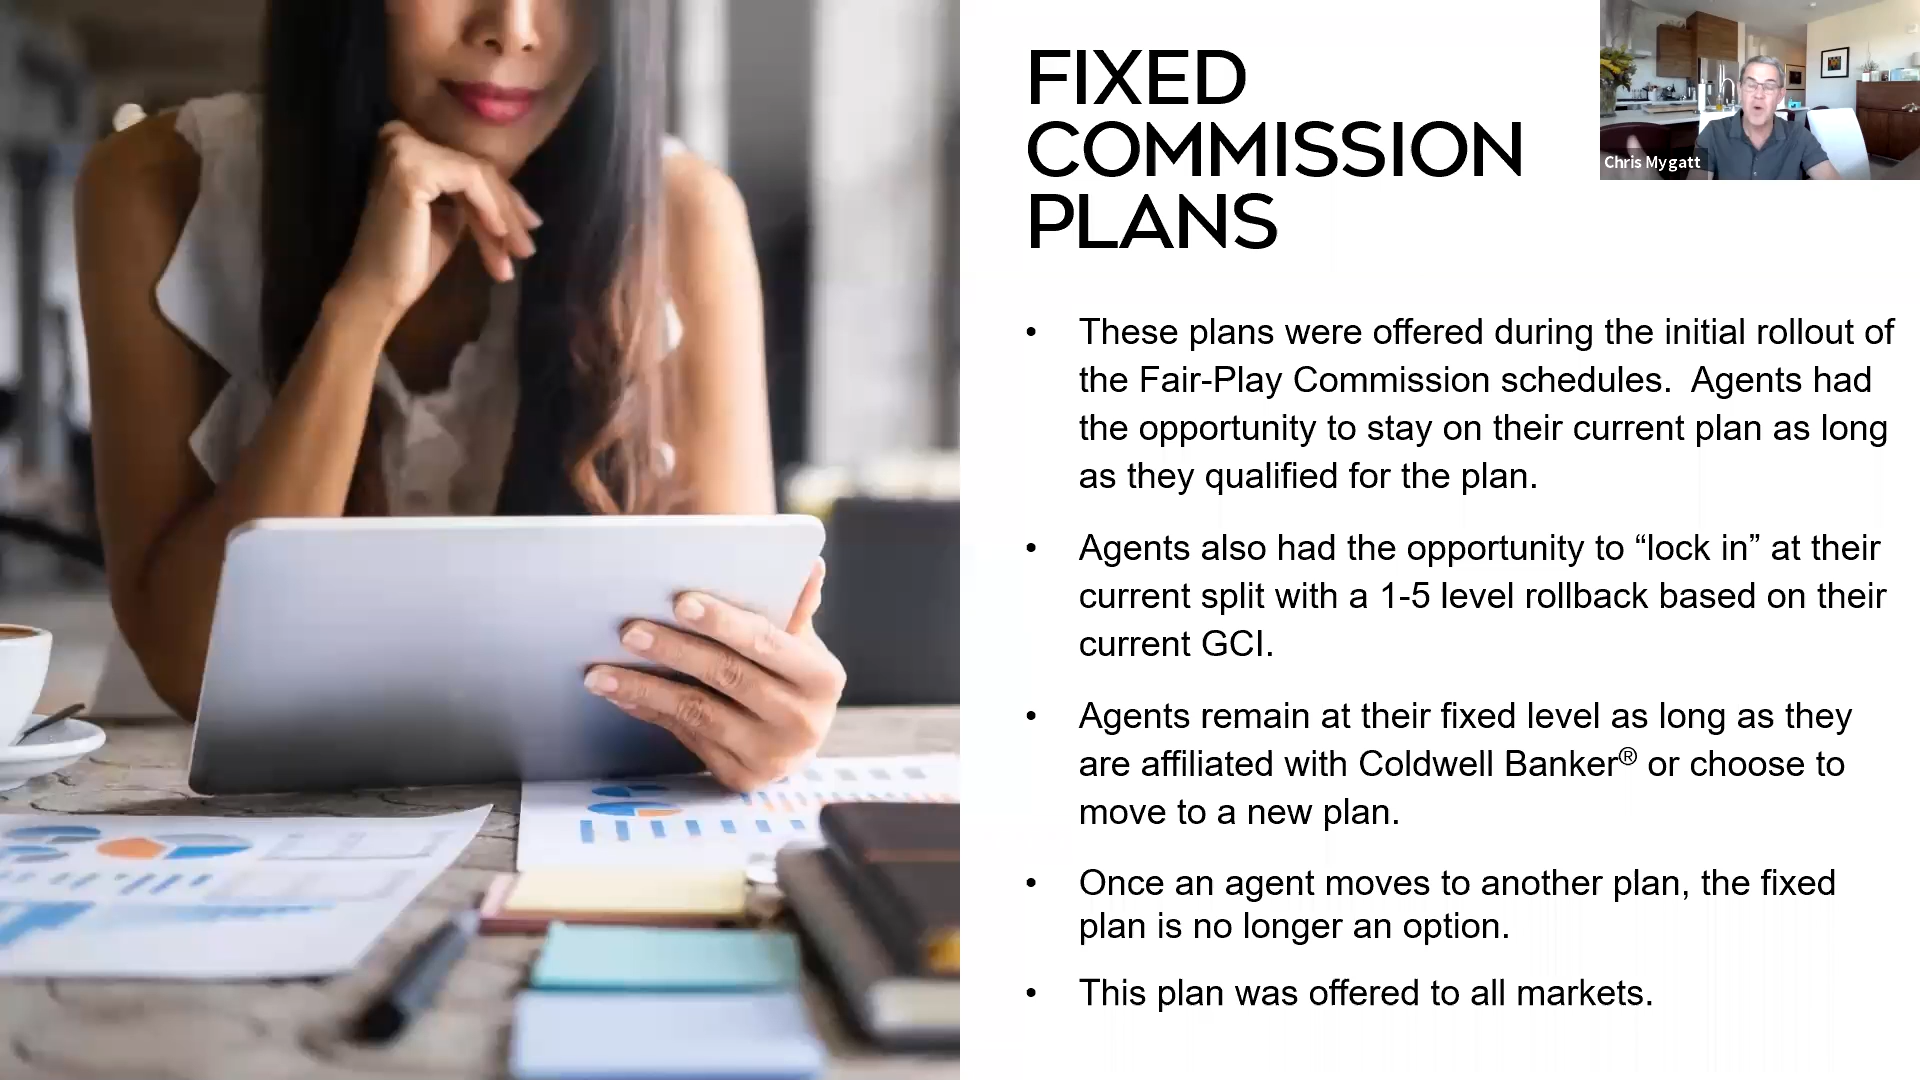 FIXED
COMMISSION
PLANS
Chris Mygatt
• These plans were offered during the initial rollout of
the Fair-Play Commission schedules.  Agents had
the opportunity to stay on their current plan as long
as they qualified for the plan.
• Agents also had the opportunity to “lock in” at their
current split with a 1-5 level rollback based on their
current GCI.
• Agents remain at their fixed level as long as they
are affiliated with Coldwell Banker® or choose to
move to a new plan.
• Once an agent moves to another plan, the fixed
plan is no longer an option.
• This plan was offered to all markets.